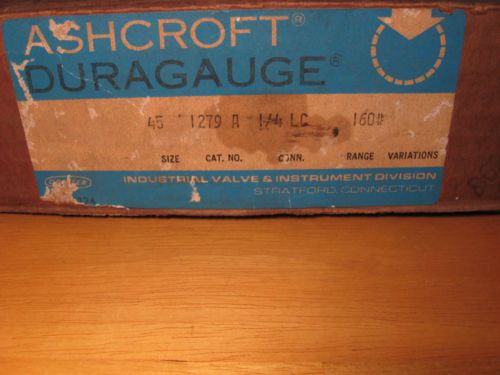 ASHCROFT®
DURAGAUGE®
45 1279 A 1/4 LC 160#
SIZE CAT. NO. CONN. RANGE VARIATIONS
INDUSTRIAL VALVE & INSTRUMENT DIVISION
STRATFORD, CONNECTICUT